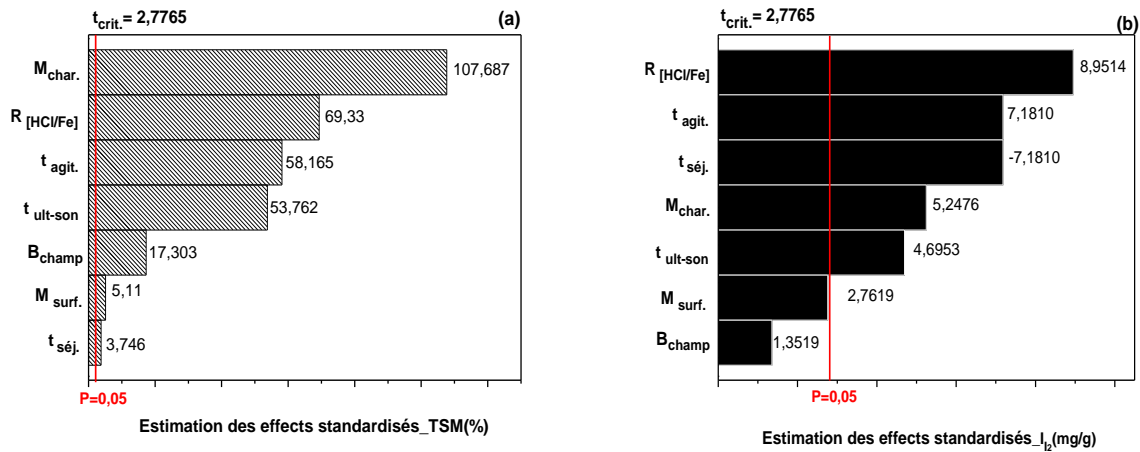 t crit.= 2,7765
(a)
M char.
107,687
R [HCl/Fe]
69,33
t agit.
58,165
t ult-son
53,762
B champ
17,303
M surf.
5,11
t séj.
3,746
P=0,05
Estimation des effects standardisés_TSM(%)
t crit.= 2,7765
(b)
R [HCl/Fe]
8,9514
t agit.
7,1810
t séj.
-7,1810
M char.
5,2476
t ult-son
4,6953
M surf.
2,7619
B champ
1,3519
P=0,05
Estimation des effects standardisés_I I2(mg/g)